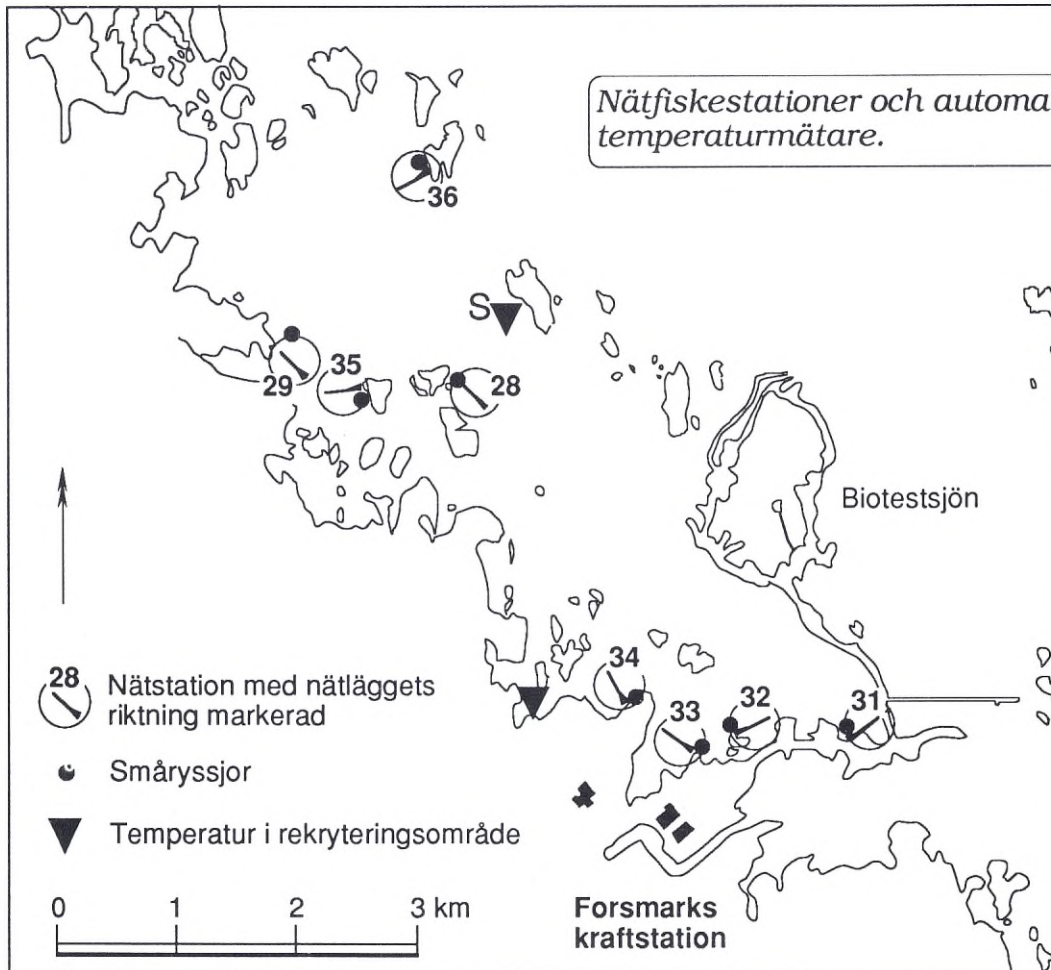 Nätfiskestationer och automa
temperaturmätare.
36
S
35
29
28
Biotestsjön
34
33
32
31
28
Nätstation med nätläggets
riktning markerad
Småryssjor
Temperatur i rekryteringsområde
0 1 2 3 km
Forsmarks
kraftstation